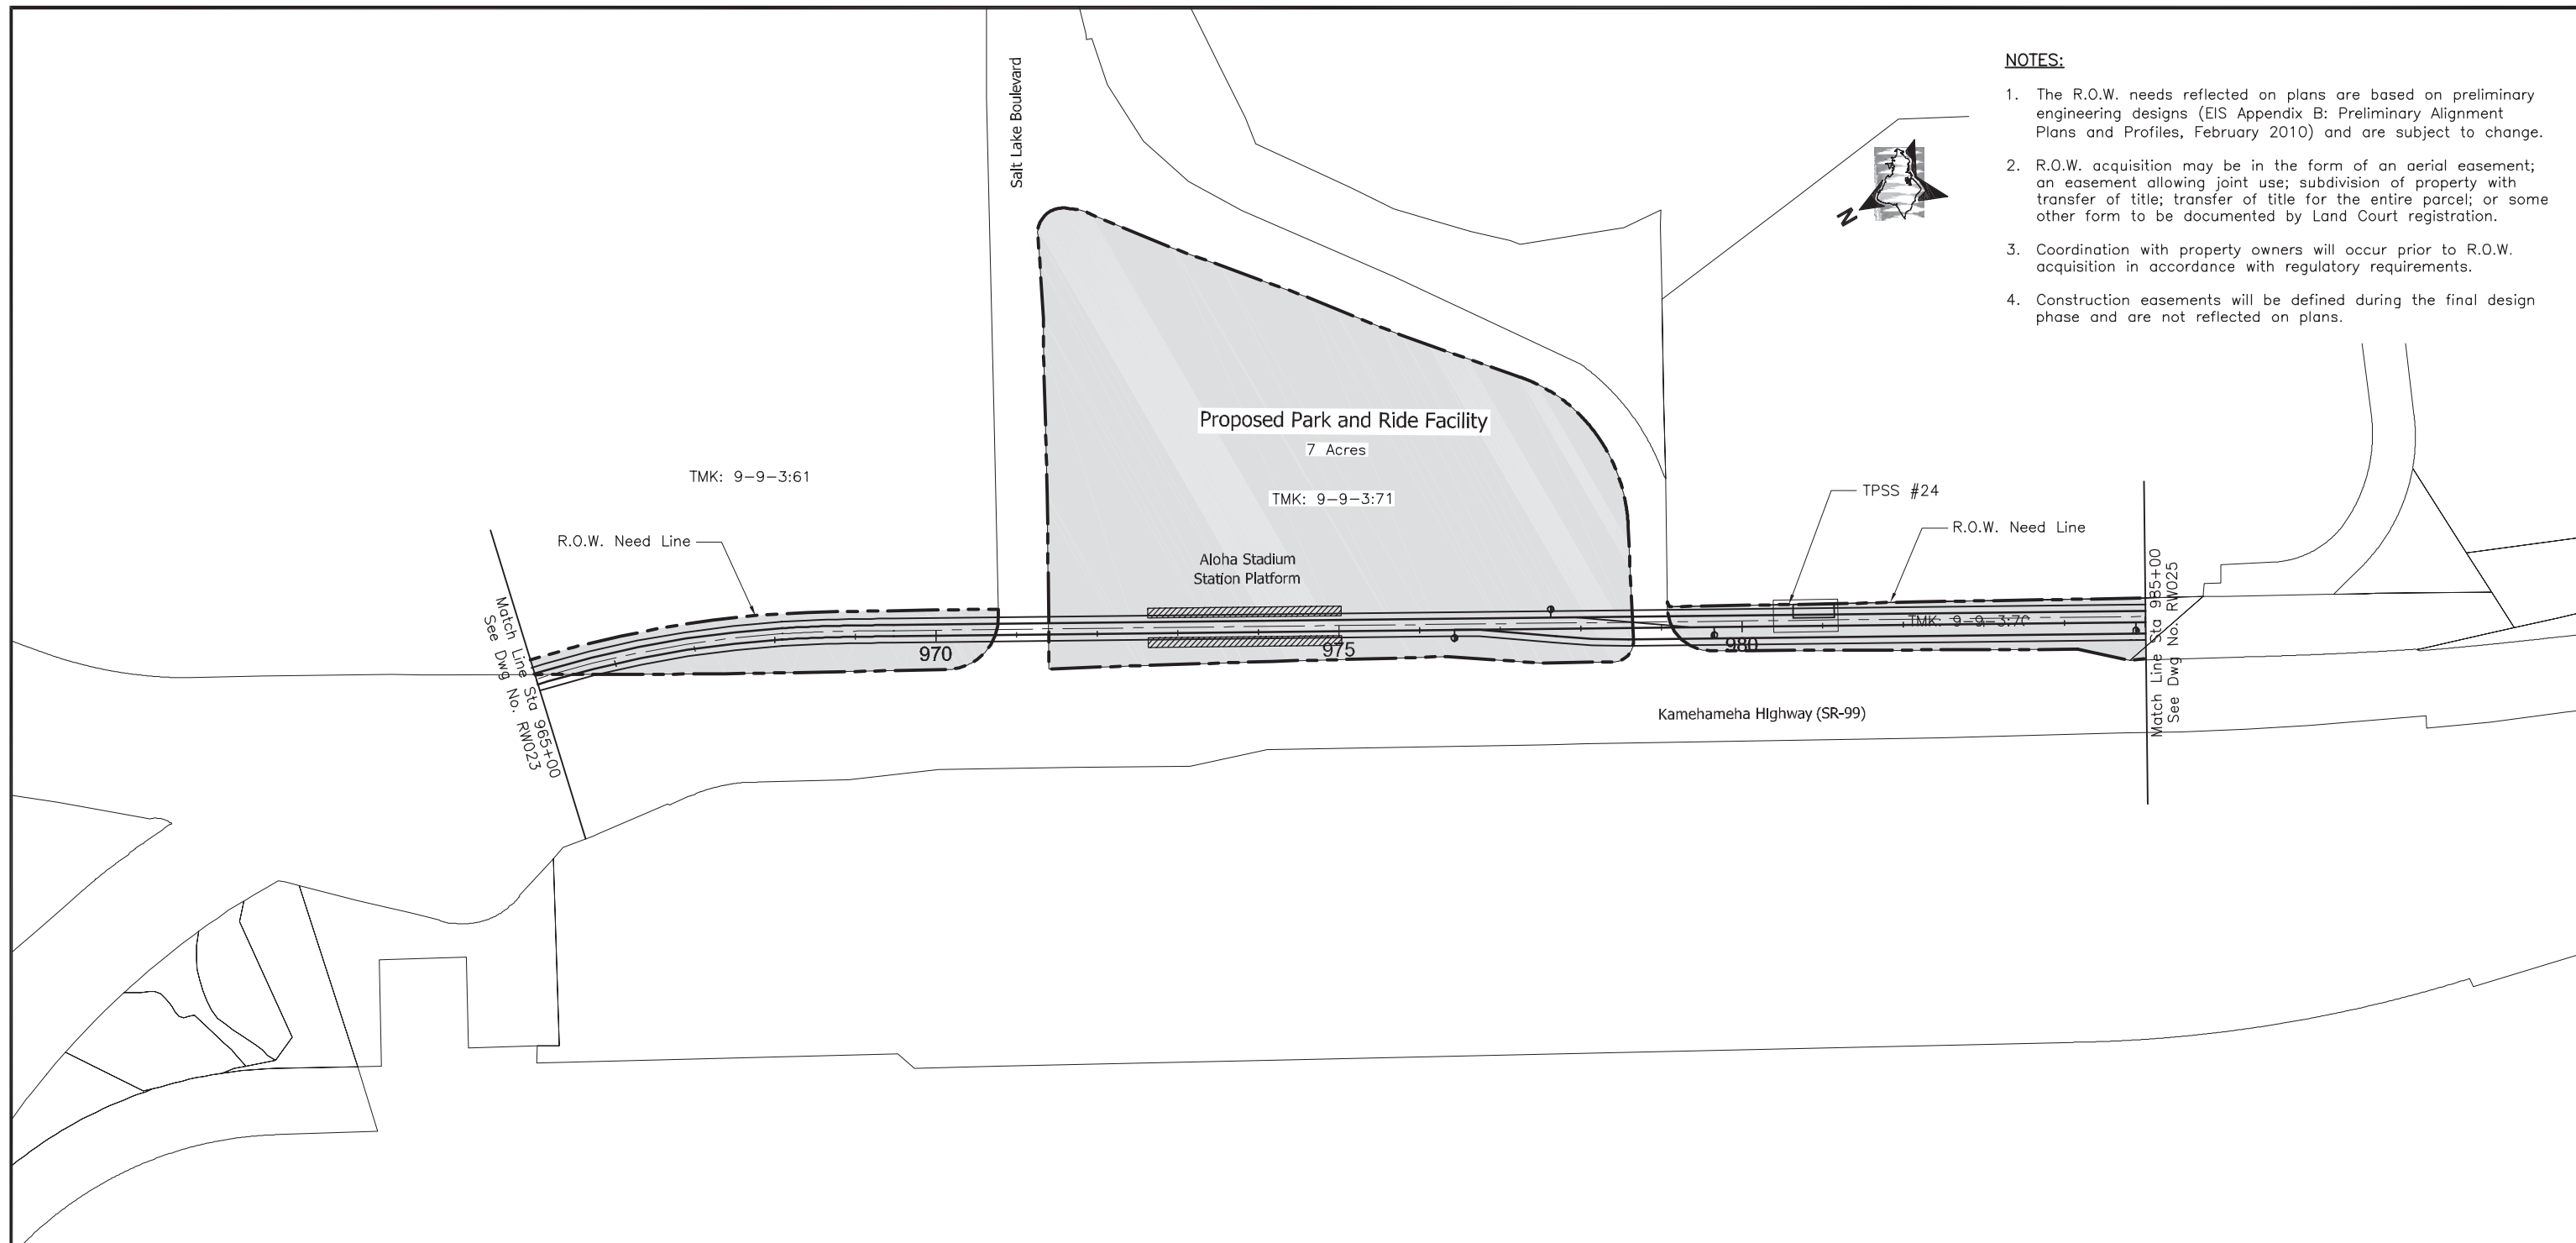 NOTES:
1. The R.O.W. needs reflected on plans are based on preliminary
engineering designs (EIS Appendix B: Preliminary Alignment
Plans and Profiles, February 2010) and are subject to change.
2. R.O.W. acquisition may be in the form of an aerial easement;
an easement allowing joint use; subdivision of property with
transfer of title; transfer of title for the entire parcel; or some
other form to be documented by Land Court registration.
3. Coordination with property owners will occur prior to R.O.W.
acquisition in accordance with regulatory requirements.
4. Construction easements will be defined during the final design
phase and are not reflected on plans.
N
Salt Lake Boulevard
Proposed Park and Ride Facility
7 Acres
TMK: 9-9-3:61
TMK: 9-9-3:71
TPSS #24
R.O.W. Need Line
R.O.W. Need Line
Aloha Stadium
Station Platform
Match Line Sta 965+00
See Dwg No. RW023
970
975
980
TMK: 9-9-3:70
Match Line Sta 985+00
See Dwg No. RW025
Kamehameha HIghway (SR-99)